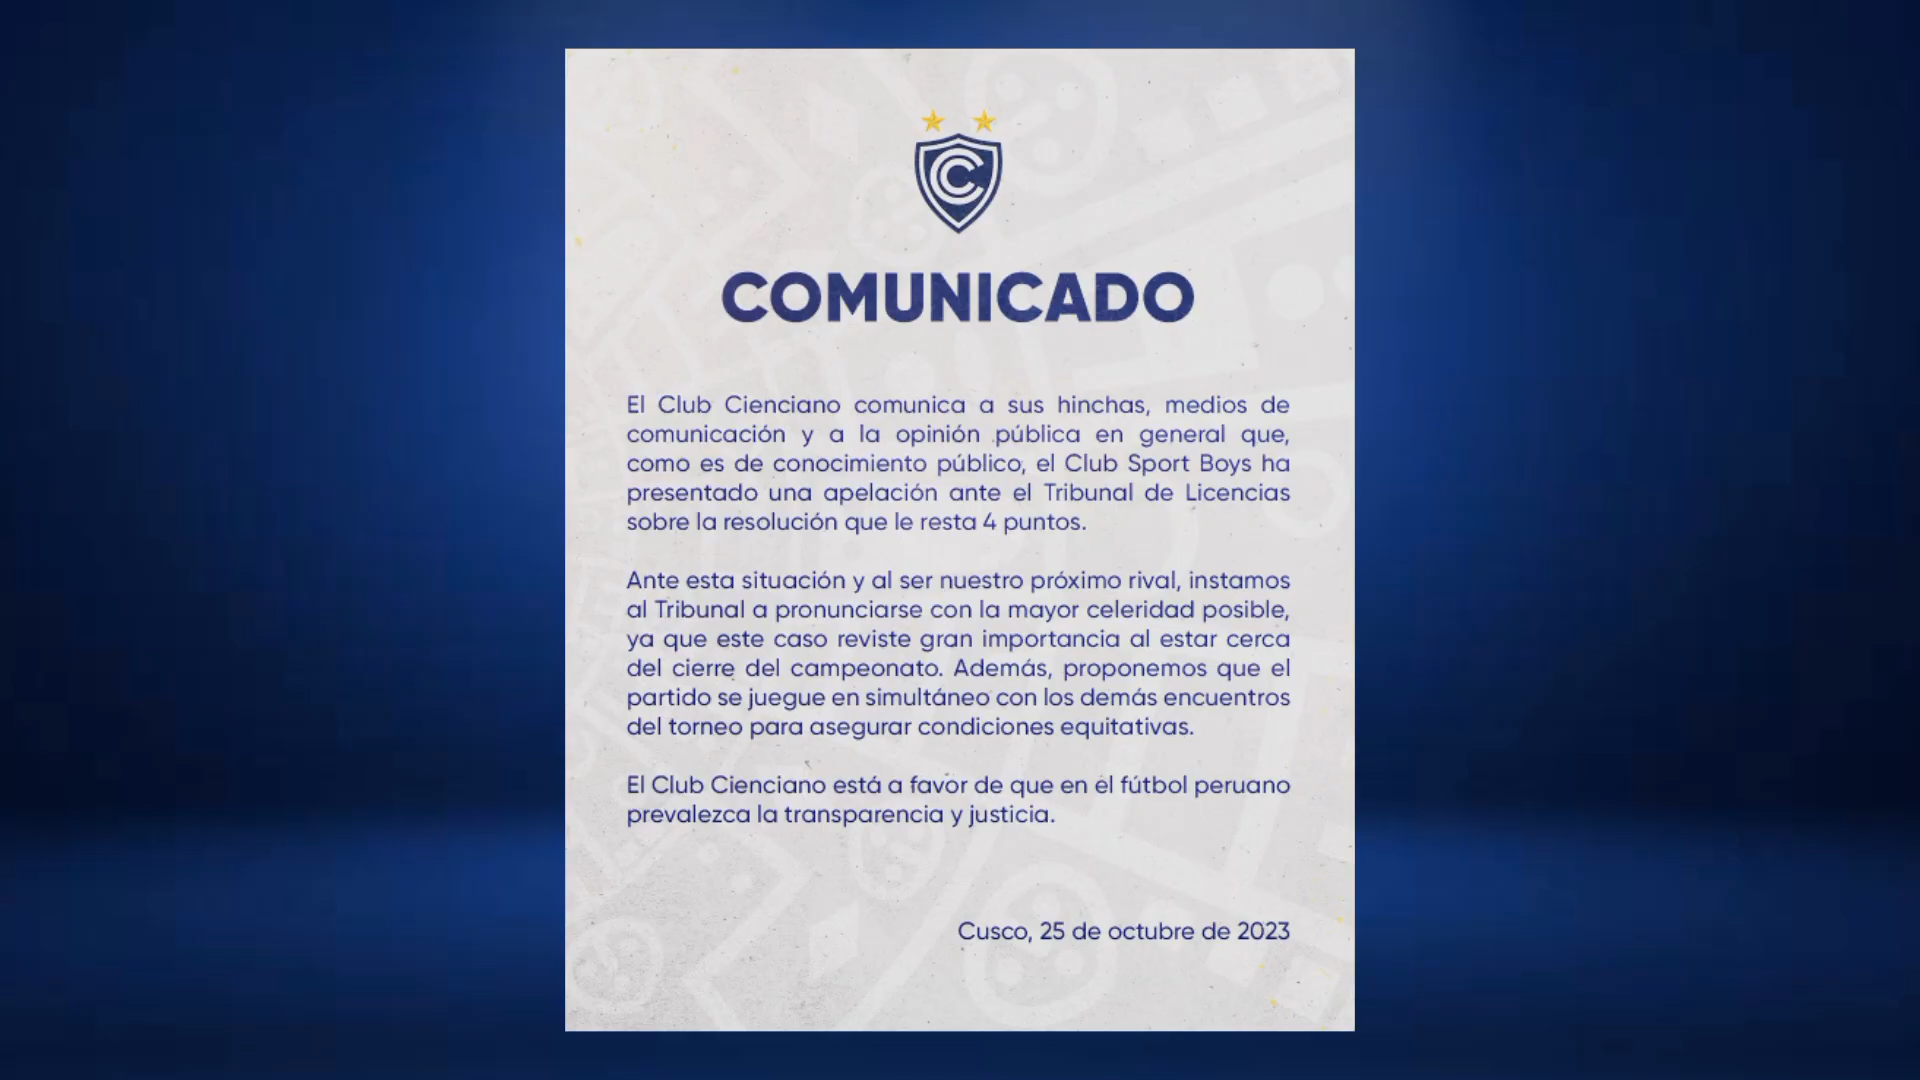 COMUNICADO
El Club Cienciano comunica a sus hinchas, medios de
comunicación y a la opinión pública en general que,
como es de conocimiento público, el Club Sport Boys ha
presentado una apelación ante el Tribunal de Licencias
sobre la resolución que le resta 4 puntos.
Ante esta situación y al ser nuestro próximo rival, instamos
al Tribunal a pronunciarse con la mayor celeridad posible,
ya que este caso reviste gran importancia al estar cerca
del cierre del campeonato. Además, proponemos que el
partido se juegue en simultáneo con los demás encuentros
del torneo para asegurar condiciones equitativas.
El Club Cienciano está a favor de que en el fútbol peruano
prevalezca la transparencia y justicia.
Cusco, 25 de octubre de 2023